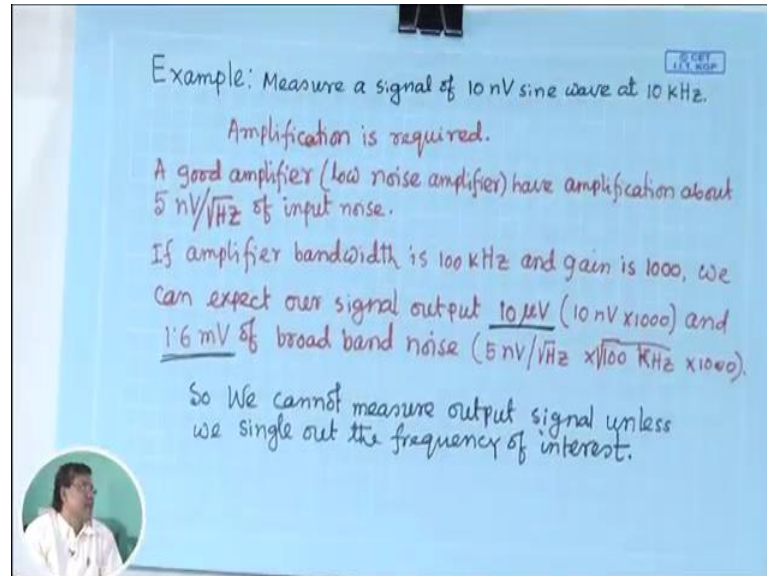 © CET
I.I.T. KGP
Example: Measure a signal of 10 nV sine wave at 10 KHz.
Amplification is required.
A good amplifier (low noise amplifier) have amplification about
5 nV/√Hz of input noise.
If amplifier bandwidth is 100 KHz and gain is 1000, we
can expect our signal output 10 μV (10 nV x1000) and
1.6 mV of broad band noise (5 nV/√Hz x√100 KHz x1000).
So We cannot measure output signal unless
we single out the frequency of interest.